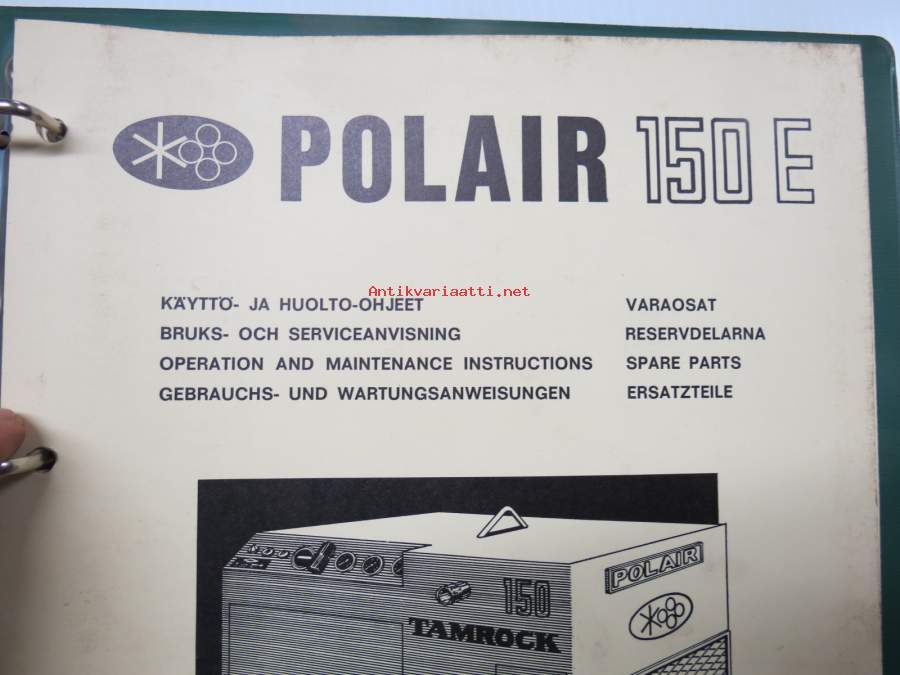 POLAIR 150 E
Antikvariaatti.net
KÄYTTÖ- JA HUOLTO-OHJEET VARAOSAT
BRUKS- OCH SERVICEANVISNING RESERVDELARNA
OPERATION AND MAINTENANCE INSTRUCTIONS SPARE PARTS
GEBRAUCHS- UND WARTUNGSANWEISUNGEN ERSATZTEILE
POLAIR
150
TAMROCK